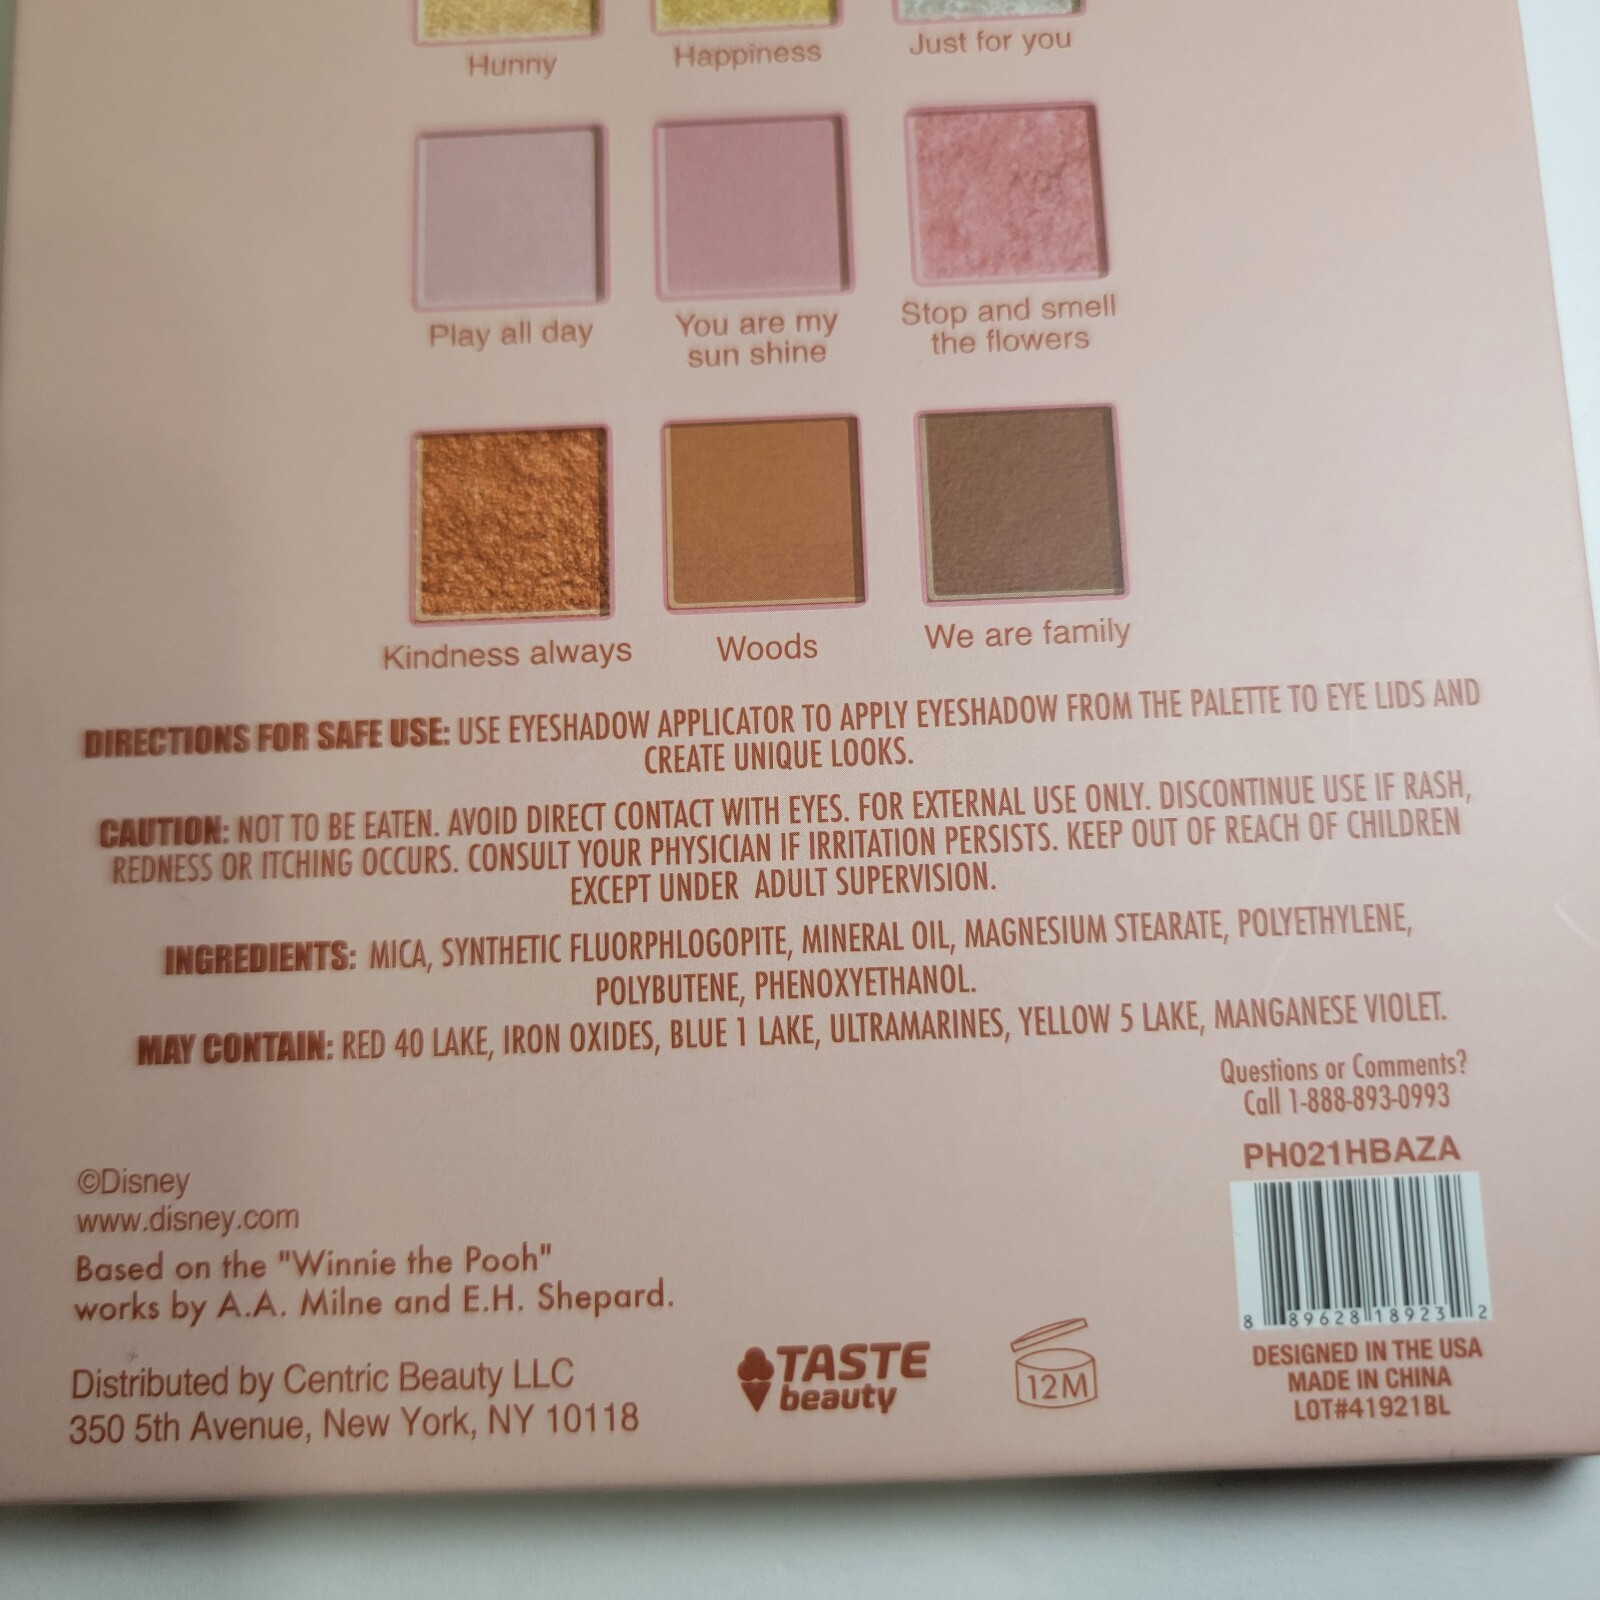 Hunny
Happiness
Just for you
Play all day
You are my
sun shine
Stop and smell
the flowers
Kindness always
Woods
We are family
DIRECTIONS FOR SAFE USE: USE EYESHADOW APPLICATOR TO APPLY EYESHADOW FROM THE PALETTE TO EYE LIDS AND
CREATE UNIQUE LOOKS.
CAUTION: NOT TO BE EATEN. AVOID DIRECT CONTACT WITH EYES. FOR EXTERNAL USE ONLY. DISCONTINUE USE IF RASH,
REDNESS OR ITCHING OCCURS. CONSULT YOUR PHYSICIAN IF IRRITATION PERSISTS. KEEP OUT OF REACH OF CHILDREN
EXCEPT UNDER ADULT SUPERVISION.
INGREDIENTS: MICA, SYNTHETIC FLUORPHLOGOPITE, MINERAL OIL, MAGNESIUM STEARATE, POLYETHYLENE,
POLYBUTENE, PHENOXYETHANOL.
MAY CONTAIN: RED 40 LAKE, IRON OXIDES, BLUE 1 LAKE, ULTRAMARINES, YELLOW 5 LAKE, MANGANESE VIOLET.
Questions or Comments?
Call 1-888-893-0993
PH021HBAZA
8 89628 18923 2
DESIGNED IN THE USA
MADE IN CHINA
LOT#41921BL
©Disney
www.disney.com
Based on the "Winnie the Pooh"
works by A.A. Milne and E.H. Shepard.
Distributed by Centric Beauty LLC
350 5th Avenue, New York, NY 10118
TASTE
beauty
12M